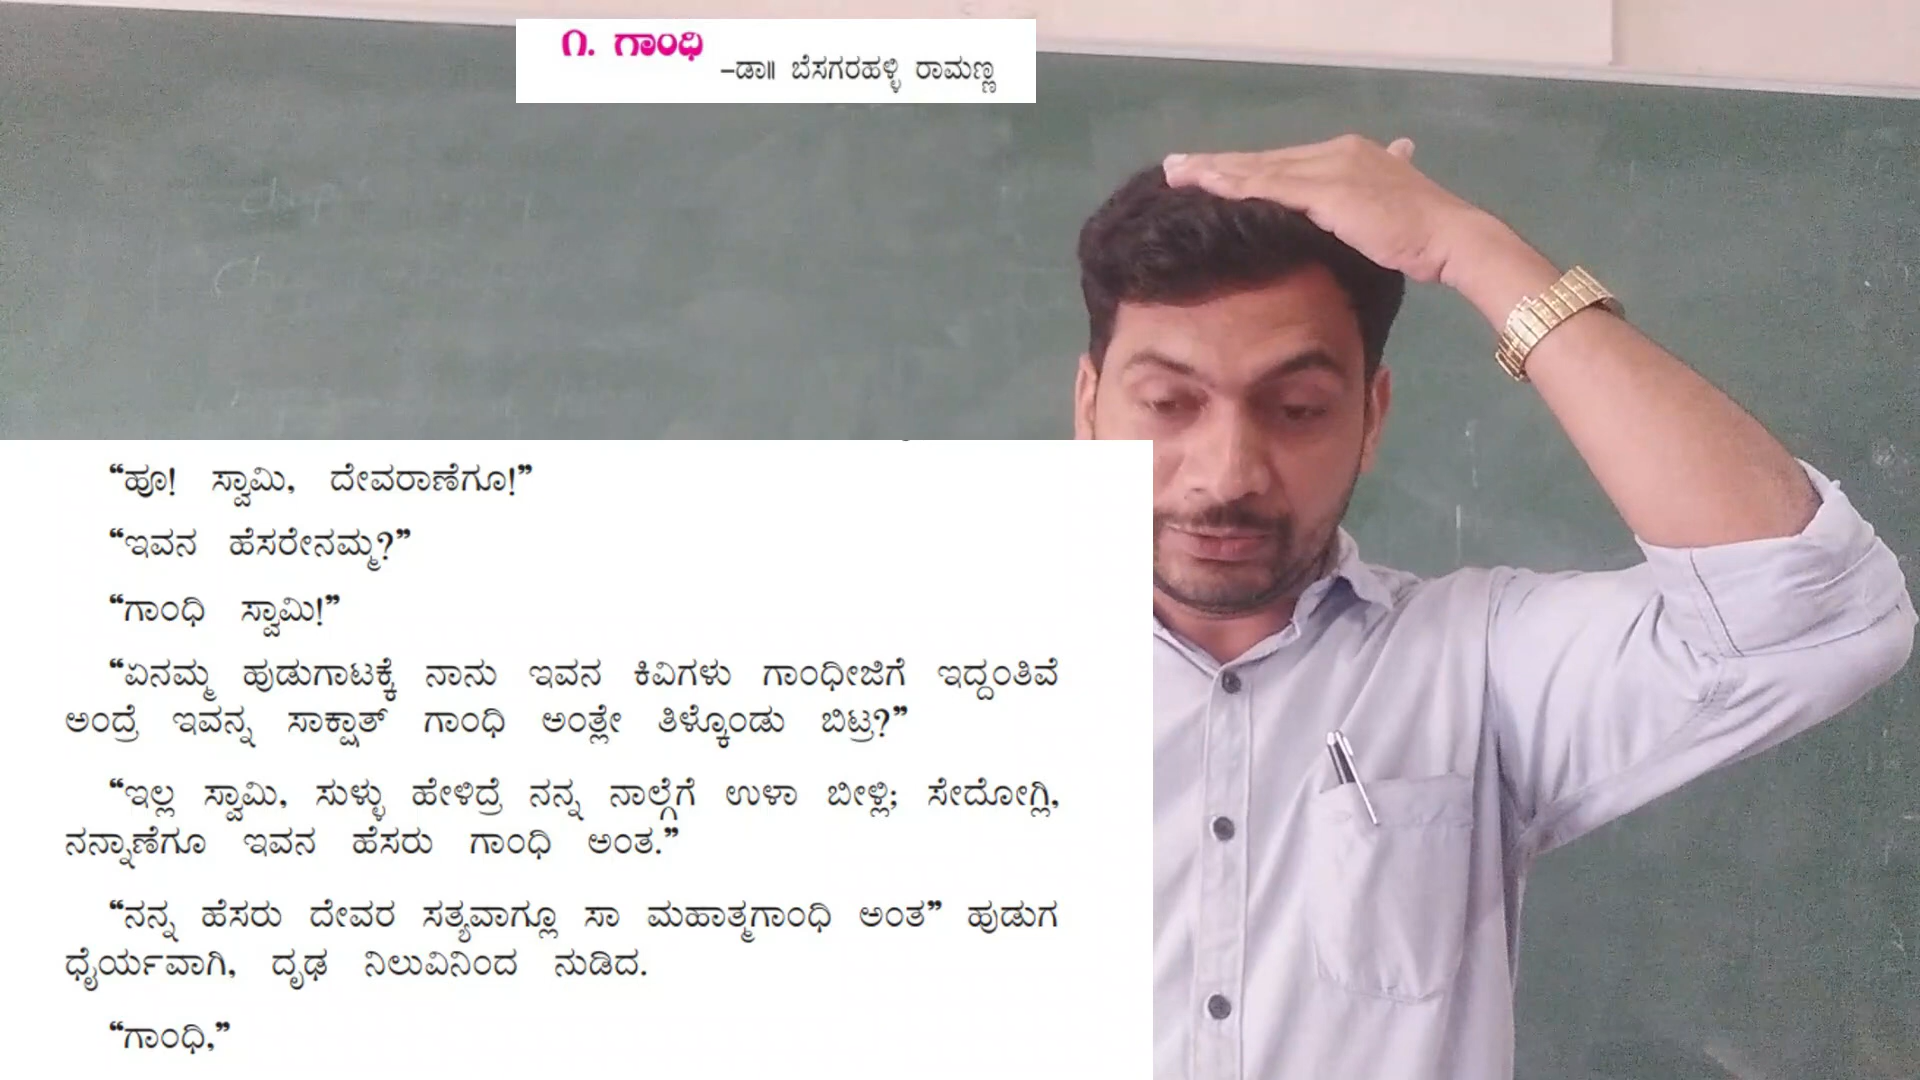 ೧. ಗಾಂಧಿ
–ಡಾ॥ ಬೆಸಗರಹಳ್ಳಿ ರಾಮಣ್ಣ
“ಹೂ! ಸ್ವಾಮಿ, ದೇವರಾಣೆಗೂ!”
“ಇವನ ಹೆಸರೇನಮ್ಮ?”
“ಗಾಂಧಿ ಸ್ವಾಮಿ!”
“ಏನಮ್ಮ ಹುಡುಗಾಟಕ್ಕೆ ನಾನು ಇವನ ಕಿವಿಗಳು ಗಾಂಧೀಜಿಗೆ ಇದ್ದಂತಿವೆ
ಅಂದ್ರೆ ಇವನ್ನ ಸಾಕ್ಷಾತ್ ಗಾಂಧಿ ಅಂತ್ಲೇ ತಿಳ್ಕೊಂಡು ಬಿಟ್ರಾ?”
“ಇಲ್ಲ ಸ್ವಾಮಿ, ಸುಳ್ಳು ಹೇಳಿದ್ರೆ ನನ್ನ ನಾಲ್ಗೆಗೆ ಉಳಾ ಬೀಳ್ಲಿ; ಸೇದೋಗ್ಲಿ,
ನನ್ನಾಣೆಗೂ ಇವನ ಹೆಸರು ಗಾಂಧಿ ಅಂತ.”
“ನನ್ನ ಹೆಸರು ದೇವರ ಸತ್ಯವಾಗ್ಲೂ ಸಾ ಮಹಾತ್ಮಗಾಂಧಿ ಅಂತ” ಹುಡುಗ
ಧೈರ್ಯವಾಗಿ, ದೃಢ ನಿಲುವಿನಿಂದ ನುಡಿದ.
“ಗಾಂಧಿ,”